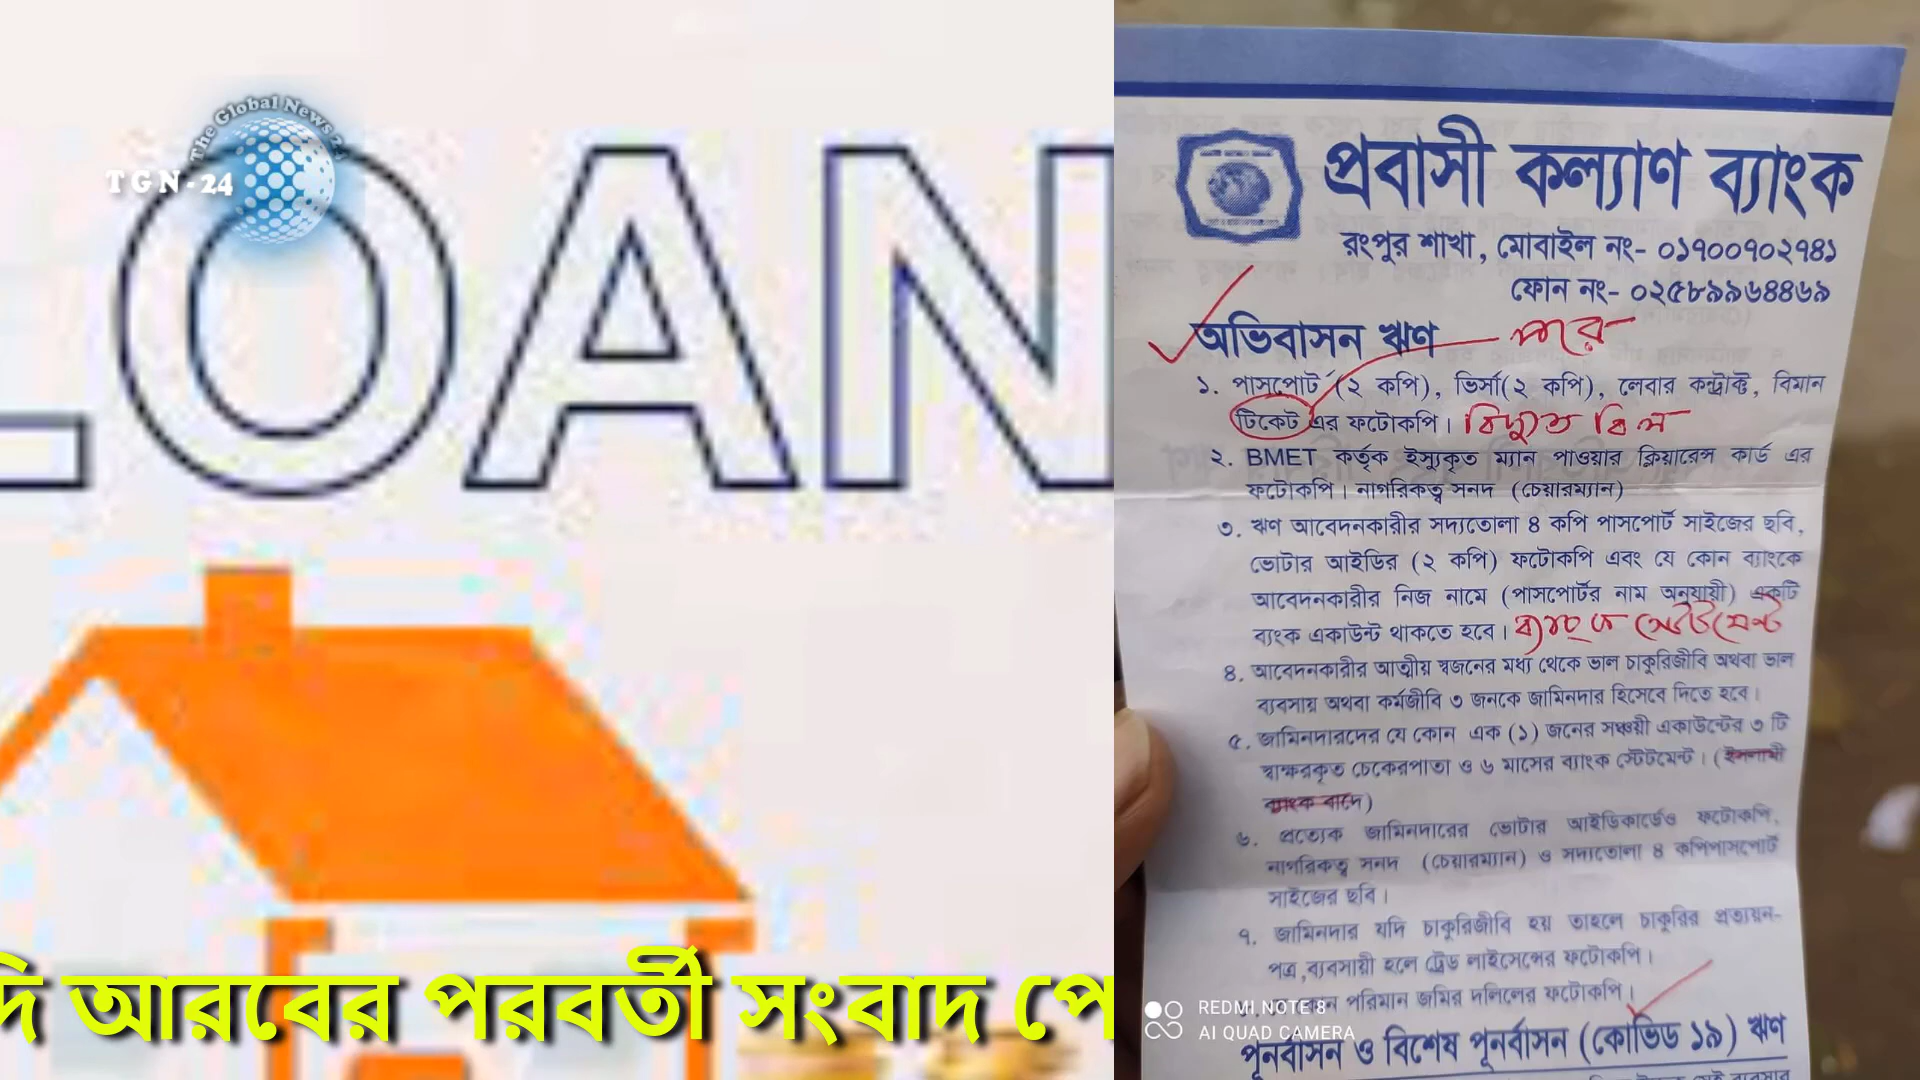 The Global News 24
TGN-24
LOAN
দি আরবের পরবর্তী সংবাদ পে
প্রবাসী কল্যাণ ব্যাংক
রংপুর শাখা, মোবাইল নং- ০১৭০০৭০২৭৪১
ফোন নং- ০২৫৮৯৯৬৪৪৬৯
অভিবাসন ঋণ পরে
১. পাসপোর্ট (২ কপি), ভিসা(২ কপি), লেবার কন্ট্রাক্ট, বিমান
টিকেট এর ফটোকপি। বিদ্যুত বিল
২. BMET কর্তৃক ইস্যুকৃত ম্যান পাওয়ার ক্লিয়ারেন্স কার্ড এর
ফটোকপি। নাগরিকত্ব সনদ (চেয়ারম্যান)
৩. ঋণ আবেদনকারীর সদ্যতোলা ৪ কপি পাসপোর্ট সাইজের ছবি,
ভোটার আইডির (২ কপি) ফটোকপি এবং যে কোন ব্যাংকে
আবেদনকারীর নিজ নামে (পাসপোর্টের নাম অনুযায়ী) একটি
ব্যংক একাউন্ট থাকতে হবে। ব্যাংক স্টেটমেন্ট
৪. আবেদনকারীর আত্মীয় স্বজনের মধ্য থেকে ভাল চাকুরিজীবি অথবা ভাল
ব্যবসায় অথবা কর্মজীবি ৩ জনকে জামিনদার হিসেবে দিতে হবে।
৫. জামিনদারদের যে কোন এক (১) জনের সঞ্চয়ী একাউন্টের ৩ টি
স্বাক্ষরকৃত চেকেরপাতা ও ৬ মাসের ব্যাংক স্টেটমেন্ট। (ইসলামী
ব্যাংক বাদে)
৬. প্রত্যেক জামিনদারের ভোটার আইডিকার্ডেও ফটোকপি,
নাগরিকত্ব সনদ (চেয়ারম্যান) ও সদ্যতোলা ৪ কপিপাসপোর্ট
সাইজের ছবি।
৭. জামিনদার যদি চাকুরিজীবি হয় তাহলে চাকুরির প্রত্যয়ন-
পত্র,ব্যবসায়ী হলে ট্রেড লাইসেন্সের ফটোকপি।
পরিমান জমির দলিলের ফটোকপি।
পূনর্বাসন ও বিশেষ পূনর্বাসন (কোভিড ১৯) ঋণ
REDMI NOTE 8
AI QUAD CAMERA